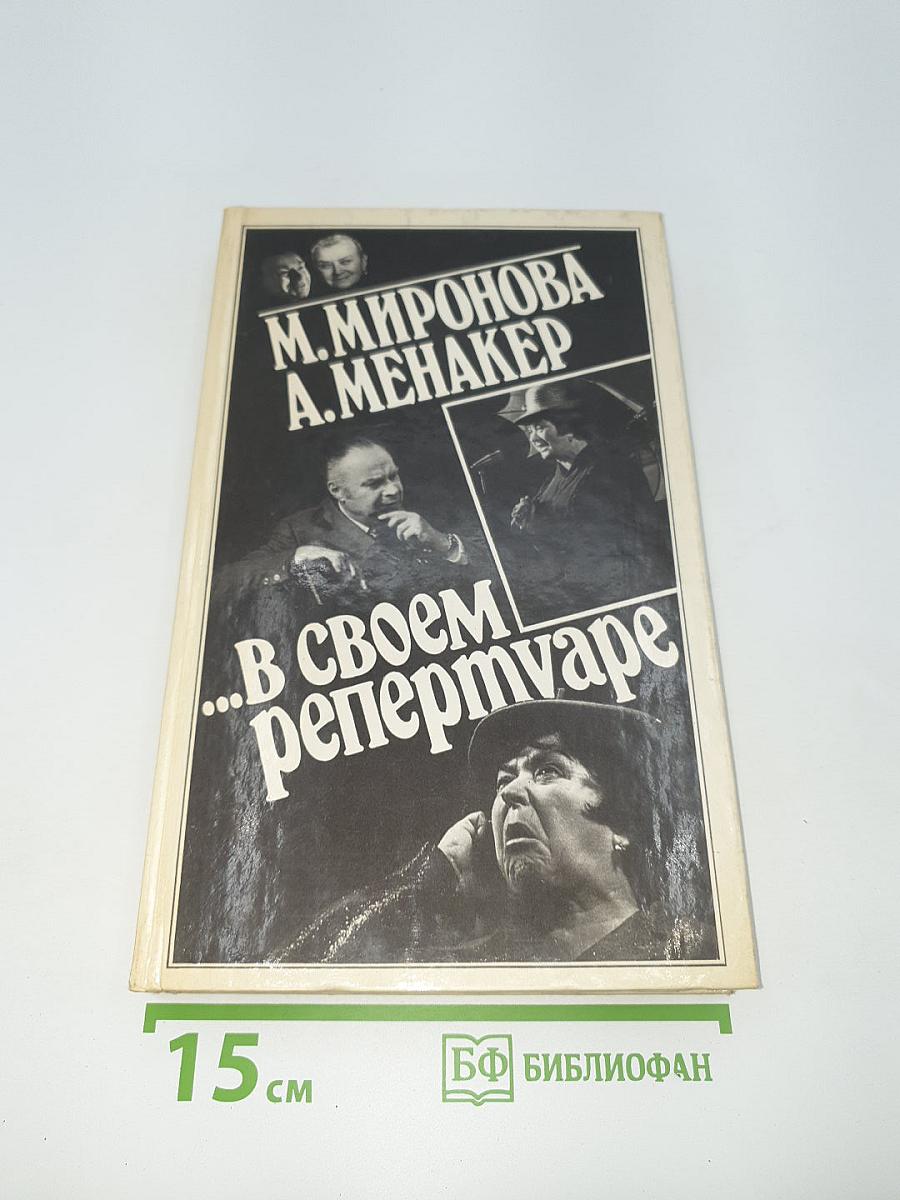 М. МИРОНОВА
А. МЕНАКЕР
...В СВОЕМ
репертуаре
15 см
БФ БИБЛИОФАН